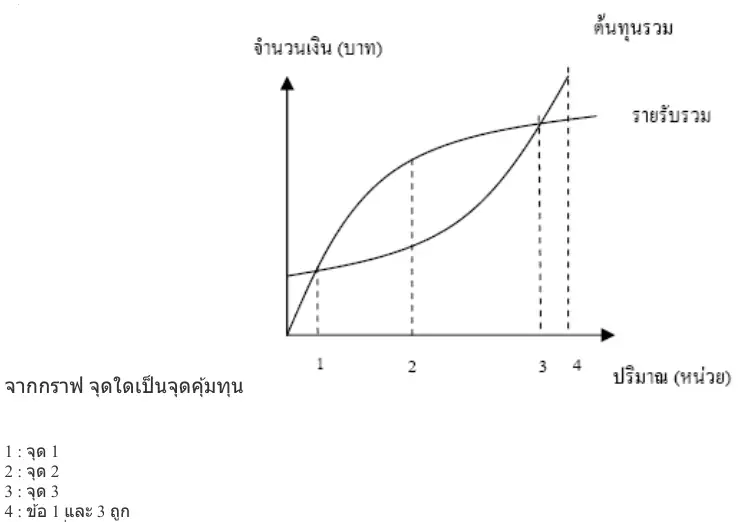 ต้นทุนรวม
จำนวนเงิน (บาท)
รายรับรวม
1 2 3 4
ปริมาณ (หน่วย)
จากกราฟ จุดใดเป็นจุดคุ้มทุน
1 : จุด 1
2 : จุด 2
3 : จุด 3
4 : ข้อ 1 และ 3 ถูก